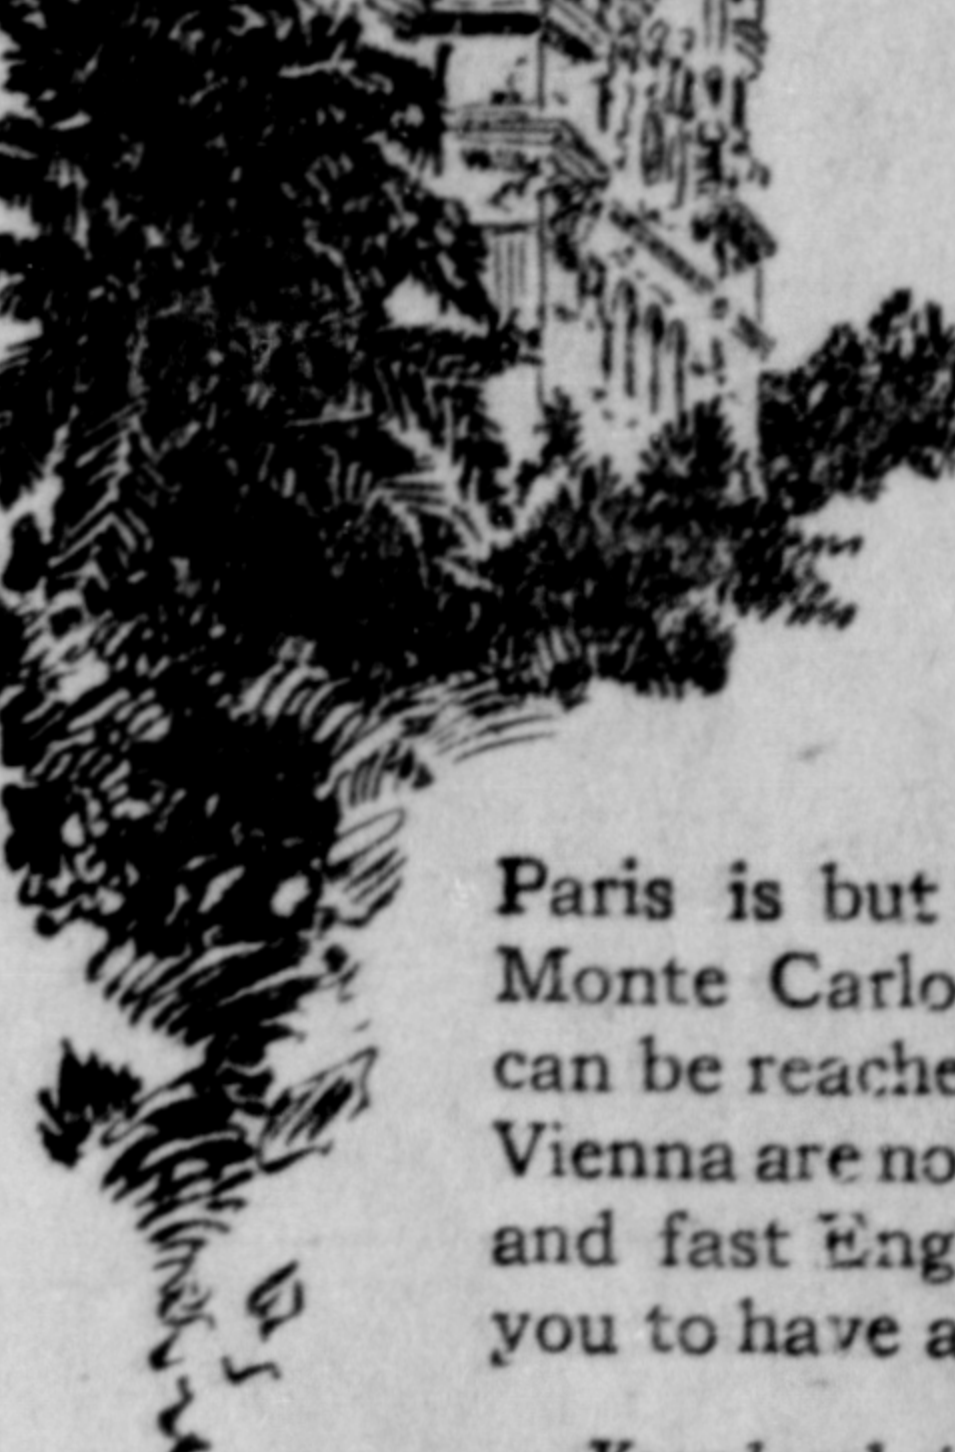 Paris is but
Monte Carlo
can be reache
Vienna are no
and fast Eng
you to have a